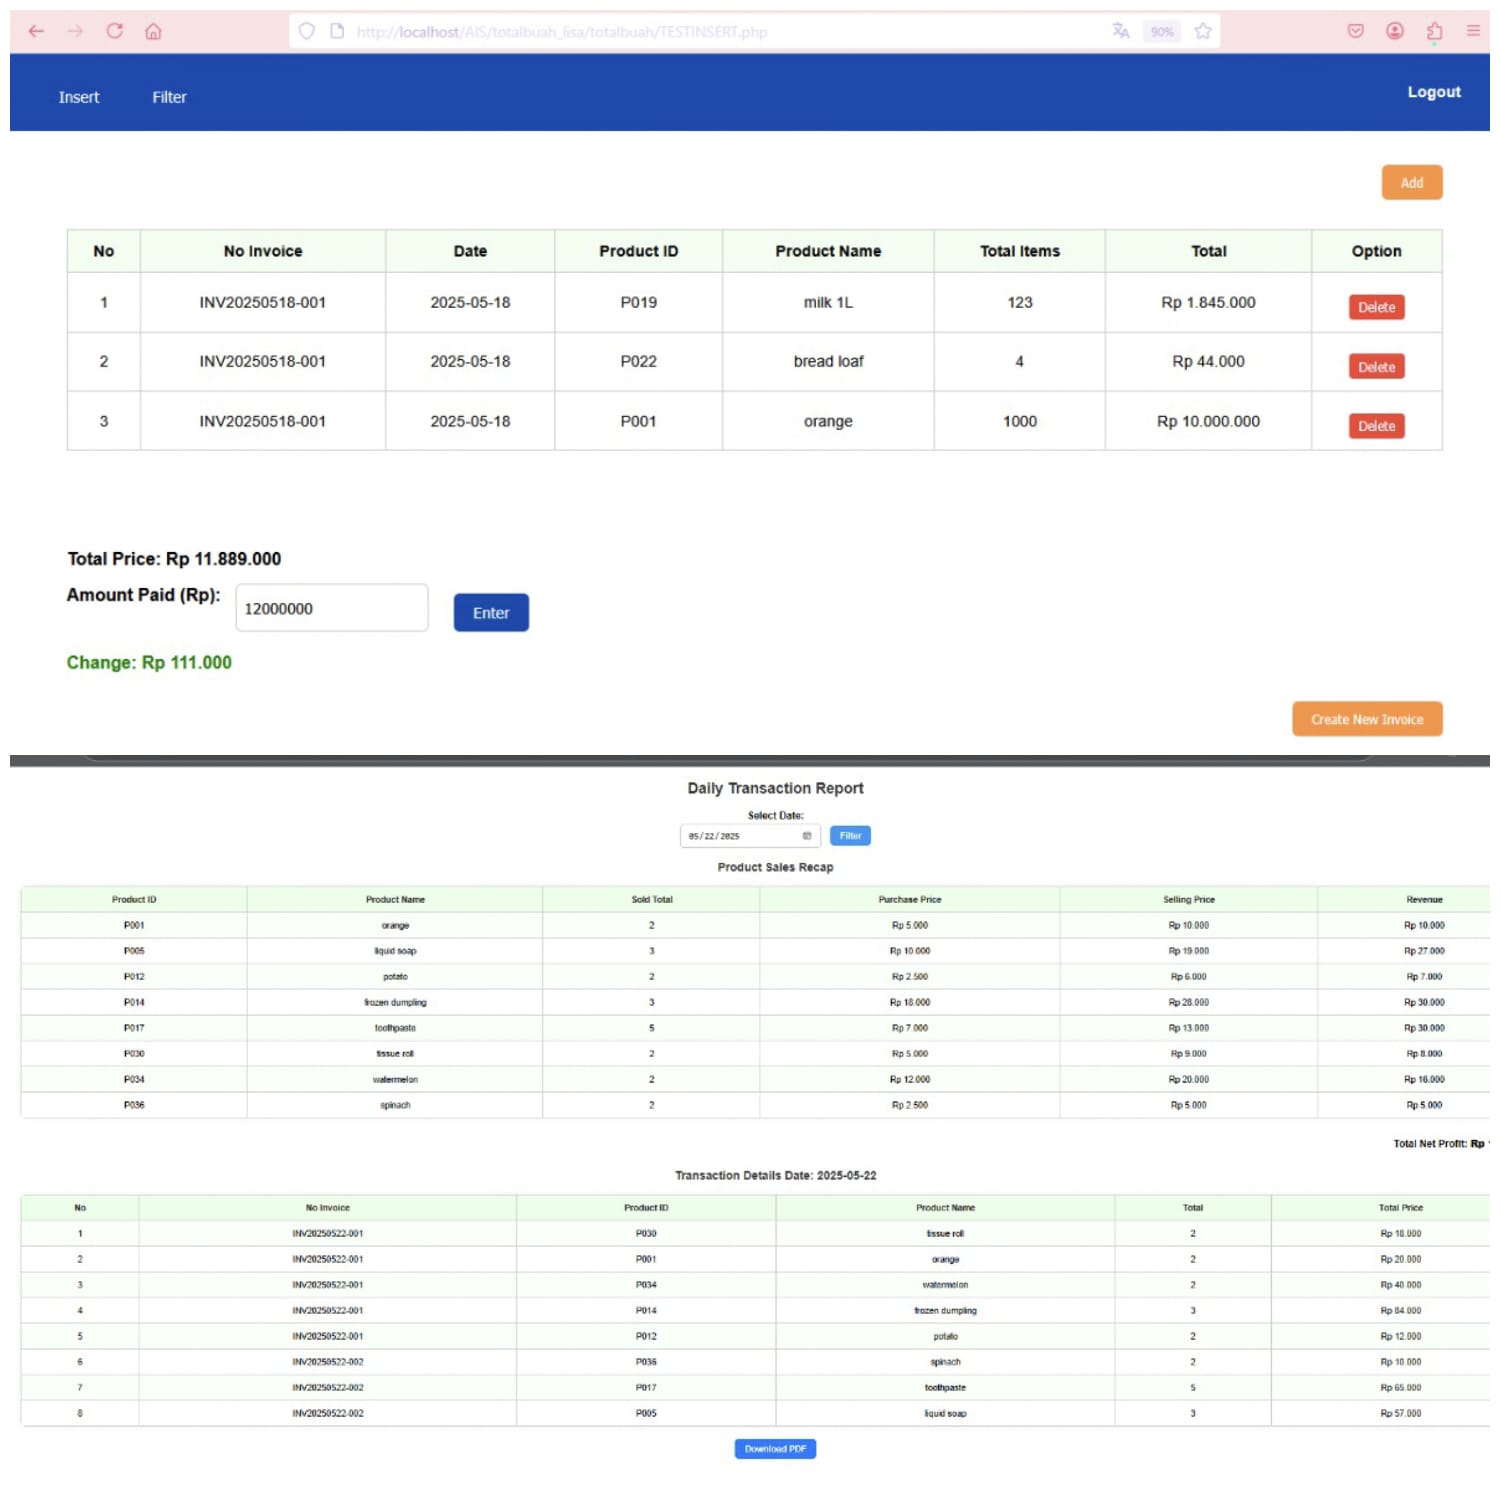 http://localhost/AIS/totalbuah_lisa/totalbuah/TESTINSERT.php 90%
Insert Filter Logout
Add
No No Invoice Date Product ID Product Name Total Items Total Option
1 INV20250518-001 2025-05-18 P019 milk 1L 123 Rp 1.845.000 Delete
2 INV20250518-001 2025-05-18 P022 bread loaf 4 Rp 44.000 Delete
3 INV20250518-001 2025-05-18 P001 orange 1000 Rp 10.000.000 Delete
Total Price: Rp 11.889.000
Amount Paid (Rp): 12000000 Enter
Change: Rp 111.000
Create New Invoice
Daily Transaction Report
Select Date:
05/22/2025 Filter
Product Sales Recap
Product ID Product Name Sold Total Purchase Price Selling Price Revenue
P001 orange 2 Rp 5.000 Rp 10.000 Rp 10.000
P005 liquid soap 3 Rp 10.000 Rp 19.000 Rp 27.000
P012 potato 2 Rp 2.500 Rp 6.000 Rp 7.000
P014 frozen dumpling 3 Rp 18.000 Rp 28.000 Rp 30.000
P017 toothpaste 5 Rp 7.000 Rp 13.000 Rp 30.000
P030 tissue roll 2 Rp 5.000 Rp 9.000 Rp 8.000
P034 watermelon 2 Rp 12.000 Rp 20.000 Rp 16.000
P036 spinach 2 Rp 2.500 Rp 5.000 Rp 5.000
Total Net Profit: Rp
Transaction Details Date: 2025-05-22
No No Invoice Product ID Product Name Total Total Price
1 INV20250522-001 P030 tissue roll 2 Rp 18.000
2 INV20250522-001 P001 orange 2 Rp 20.000
3 INV20250522-001 P034 watermelon 2 Rp 40.000
4 INV20250522-001 P014 frozen dumpling 3 Rp 84.000
5 INV20250522-001 P012 potato 2 Rp 12.000
6 INV20250522-002 P036 spinach 2 Rp 10.000
7 INV20250522-002 P017 toothpaste 5 Rp 65.000
8 INV20250522-002 P005 liquid soap 3 Rp 57.000
Download PDF